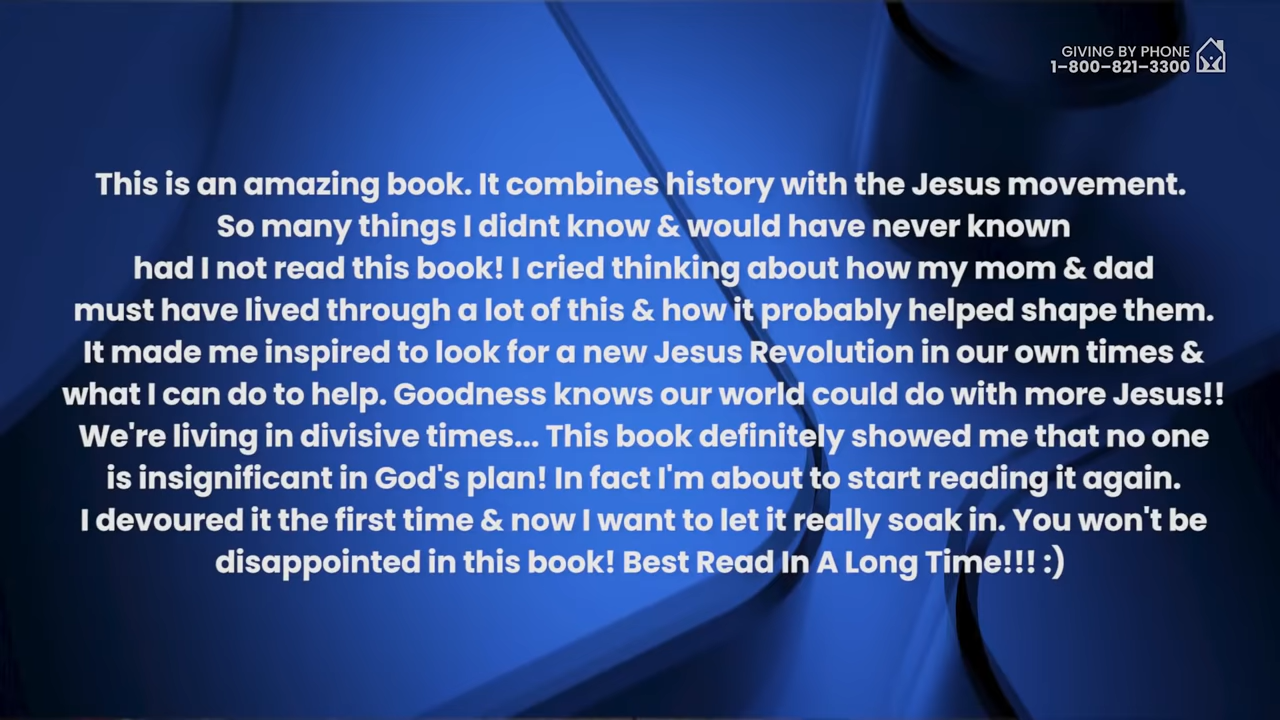 GIVING BY PHONE
1-800-821-3300
This is an amazing book. It combines history with the Jesus movement.
So many things I didnt know & would have never known
had I not read this book! I cried thinking about how my mom & dad
must have lived through a lot of this & how it probably helped shape them.
It made me inspired to look for a new Jesus Revolution in our own times &
what I can do to help. Goodness knows our world could do with more Jesus!!
We're living in divisive times... This book definitely showed me that no one
is insignificant in God's plan! In fact I'm about to start reading it again.
I devoured it the first time & now I want to let it really soak in. You won't be
disappointed in this book! Best Read In A Long Time!!! :)